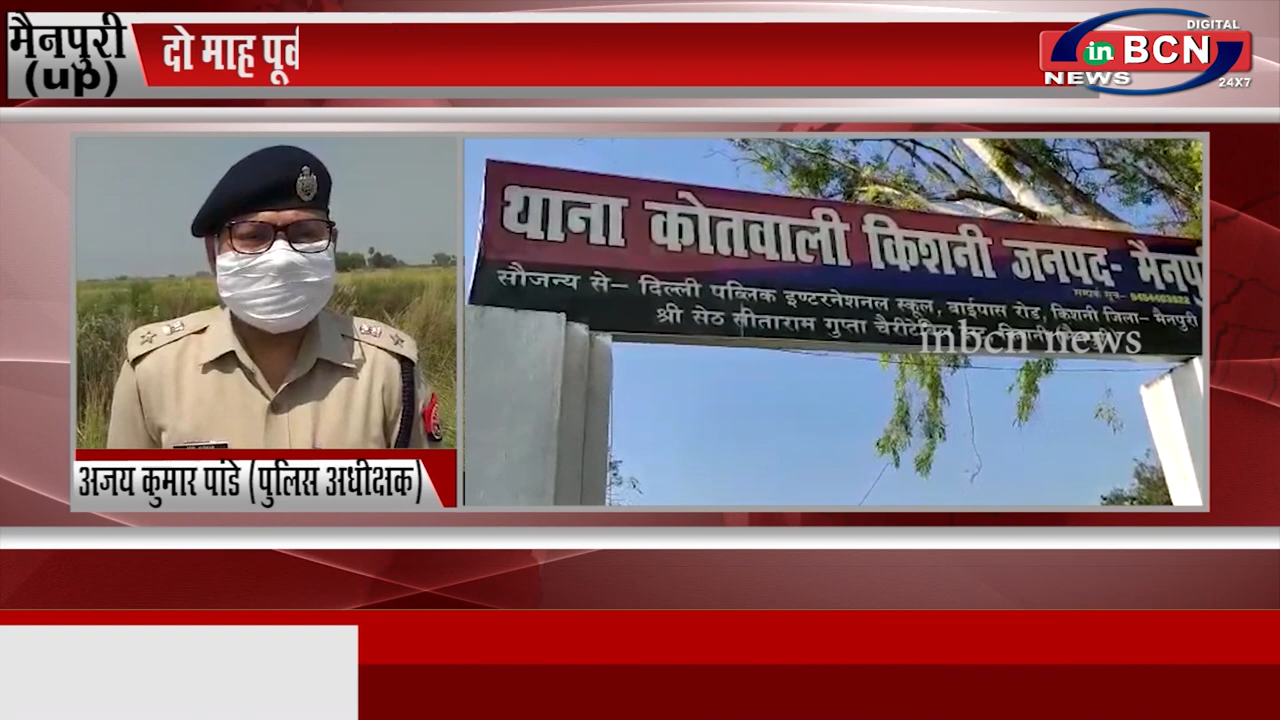 मैनपुरी
(up)
दो माह पूर्व
DIGITAL
in BCN
NEWS
24X7
थाना कोतवाली किशनी जनपद- मैनपु
सौजन्य से– दिल्ली पब्लिक इण्टरनेशनल स्कूल, बाईपास रोड, किशनी जिला– मैनपुरी
श्री सेठ सीताराम गुप्ता चैरीटेबिल
inbcn news
अजय कुमार पांडे (पुलिस अधीक्षक)